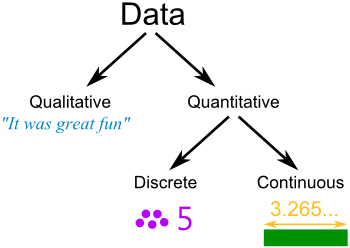 Data
Qualitative
Quantitative
"It was great fun"
Discrete
Continuous
5
3.265...